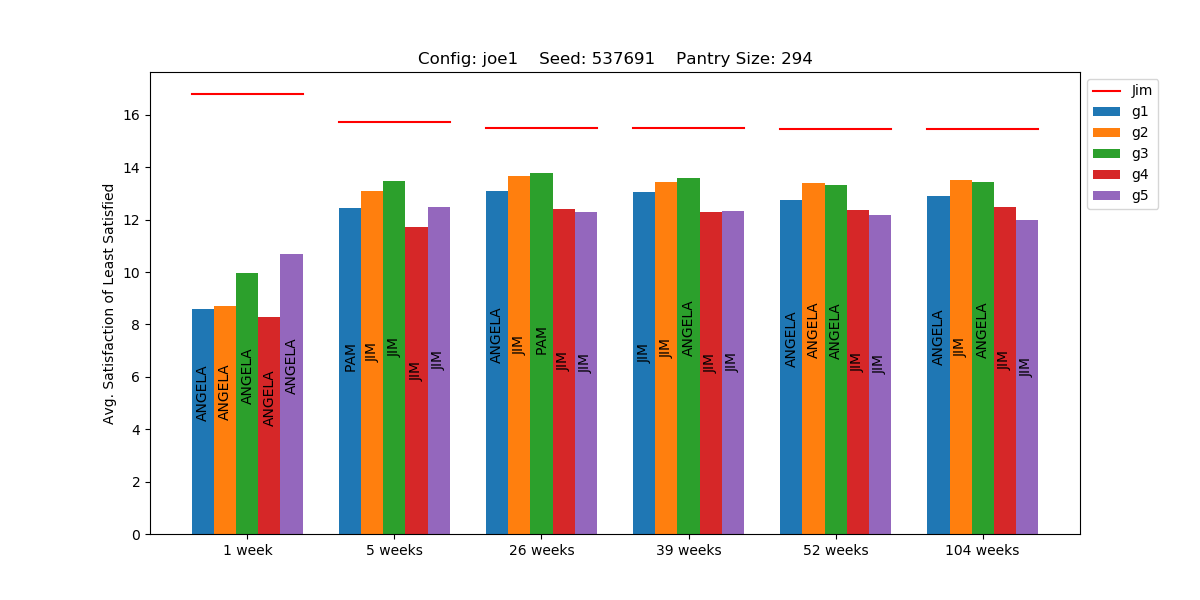 Config: joe1    Seed: 537691    Pantry Size: 294
Avg. Satisfaction of Least Satisfied
16
14
12
10
8
6
4
2
0
ANGELA
ANGELA
ANGELA
ANGELA
ANGELA
PAM
JIM
JIM
JIM
JIM
ANGELA
JIM
PAM
JIM
JIM
JIM
JIM
ANGELA
JIM
JIM
ANGELA
ANGELA
ANGELA
JIM
JIM
ANGELA
JIM
ANGELA
JIM
JIM
1 week
5 weeks
26 weeks
39 weeks
52 weeks
104 weeks
Jim
g1
g2
g3
g4
g5